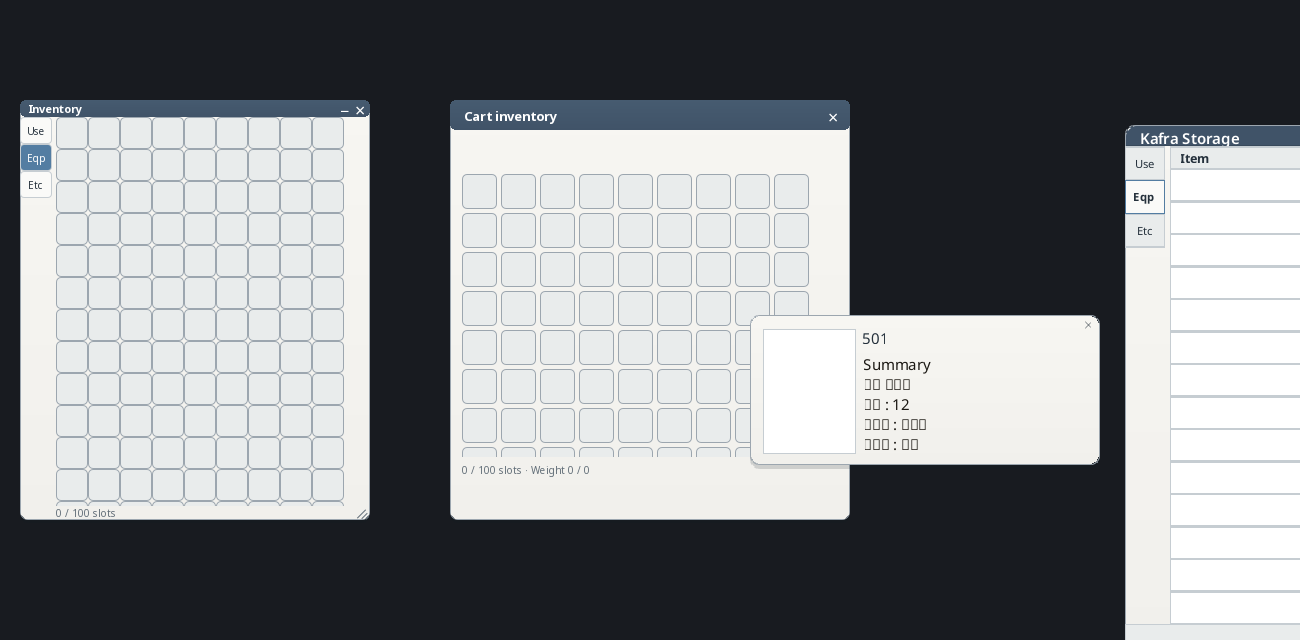 Inventory
Use
Eqp
Etc
0 / 100 slots
Cart inventory
0 / 100 slots · Weight 0 / 0
501
Summary
: 12
:
:
Kafra Storage
Use
Eqp
Etc
Item